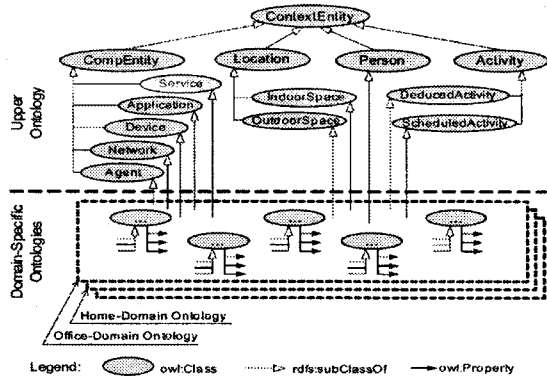 ContextEntity
CompEntity
Location
Person
Activity
Service
Application
Device
Network
Agent
IndoorSpace
OutdoorSpace
DeducedActivity
ScheduledActivity
Upper
Ontology
Domain-Specific
Ontologies
...
...
...
...
...
Home-Domain Ontology
Office-Domain Ontology
Legend: owl:Class rdfs:subClassOf owl:Property